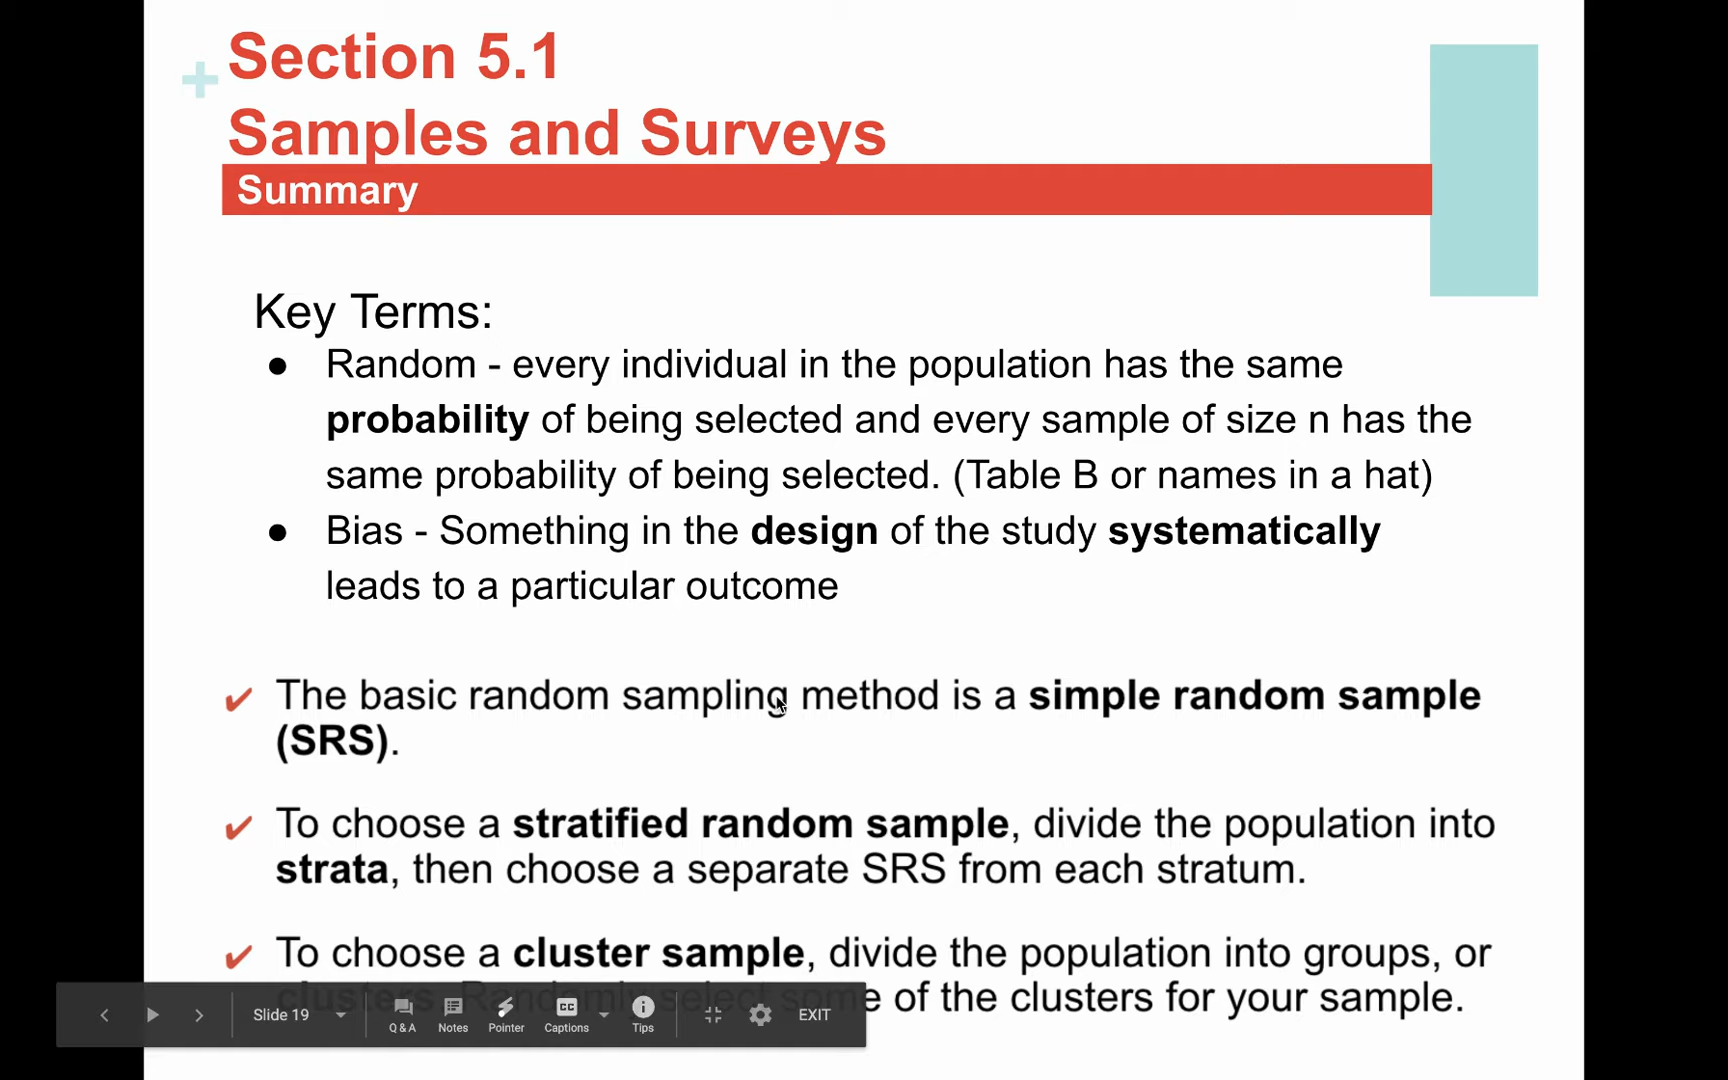 Section 5.1
Samples and Surveys
Summary
Key Terms:
● Random - every individual in the population has the same
probability of being selected and every sample of size n has the
same probability of being selected. (Table B or names in a hat)
● Bias - Something in the design of the study systematically
leads to a particular outcome
✔ The basic random sampling method is a simple random sample
(SRS).
✔ To choose a stratified random sample, divide the population into
strata, then choose a separate SRS from each stratum.
✔ To choose a cluster sample, divide the population into groups, or
clusters. Randomly select some of the clusters for your sample.
Slide 19
Q&A
Notes
Pointer
Captions
Tips
EXIT